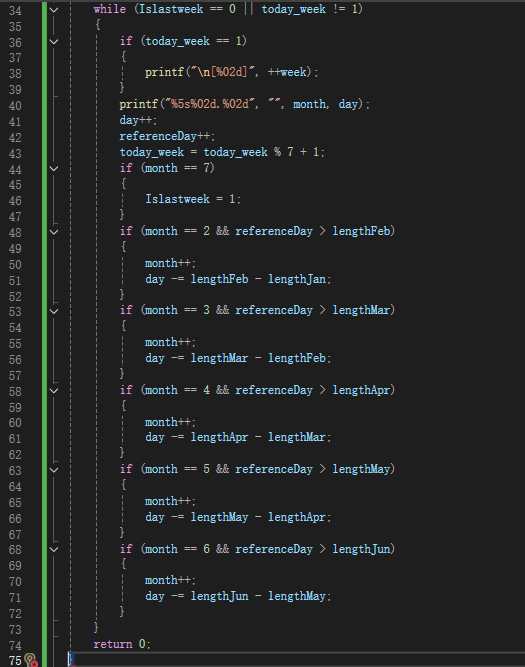 34 while (Islastweek == 0 || today_week != 1)
35 {
36 if (today_week == 1)
37 {
38 printf("\n[%02d]", ++week);
39 }
40 printf("%5s%02d.%02d", "", month, day);
41 day++;
42 referenceDay++;
43 today_week = today_week % 7 + 1;
44 if (month == 7)
45 {
46 Islastweek = 1;
47 }
48 if (month == 2 && referenceDay > lengthFeb)
49 {
50 month++;
51 day -= lengthFeb - lengthJan;
52 }
53 if (month == 3 && referenceDay > lengthMar)
54 {
55 month++;
56 day -= lengthMar - lengthFeb;
57 }
58 if (month == 4 && referenceDay > lengthApr)
59 {
60 month++;
61 day -= lengthApr - lengthMar;
62 }
63 if (month == 5 && referenceDay > lengthMay)
64 {
65 month++;
66 day -= lengthMay - lengthApr;
67 }
68 if (month == 6 && referenceDay > lengthJun)
69 {
70 month++;
71 day -= lengthJun - lengthMay;
72 }
73 }
74 return 0;
75 }